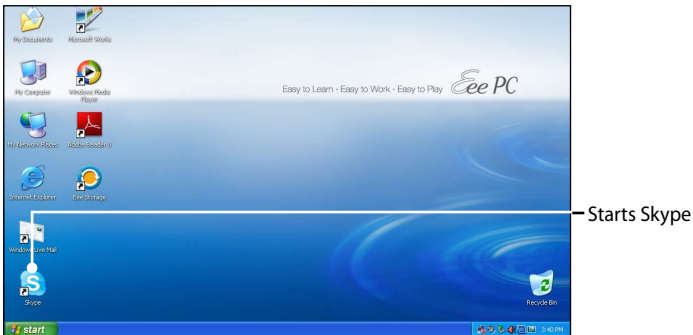 My Documents
Microsoft Works
My Computer
Windows Media
Player
Easy to Learn - Easy to Work - Easy to Play
Eee PC
My Network Places
Adobe Reader 8
Internet Explorer
Eee Storage
Starts Skype
Windows Live Mail
S
Skype
Recycle Bin
start
3:40 PM